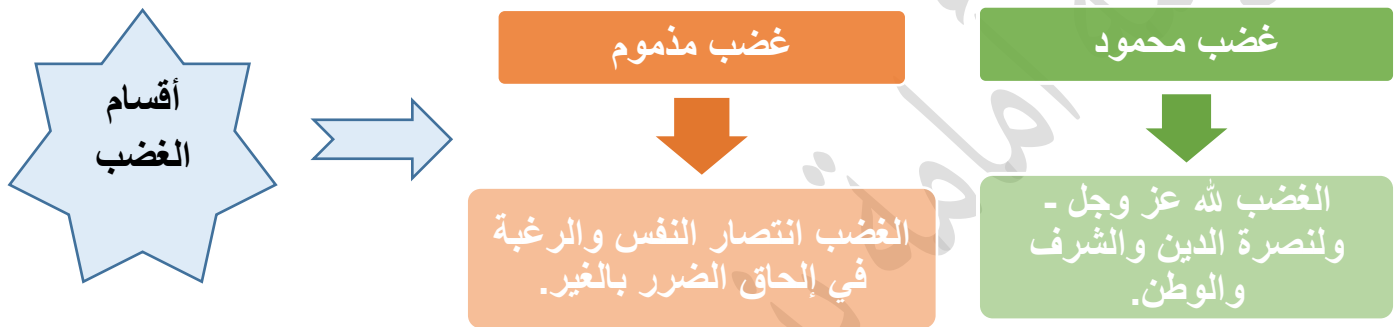 أقسام
الغضب
غضب محمود
الغضب لله عز وجل -
ولنصرة الدين والشرف
والوطن.
غضب مذموم
الغضب انتصار النفس والرغبة
في إلحاق الضرر بالغير.